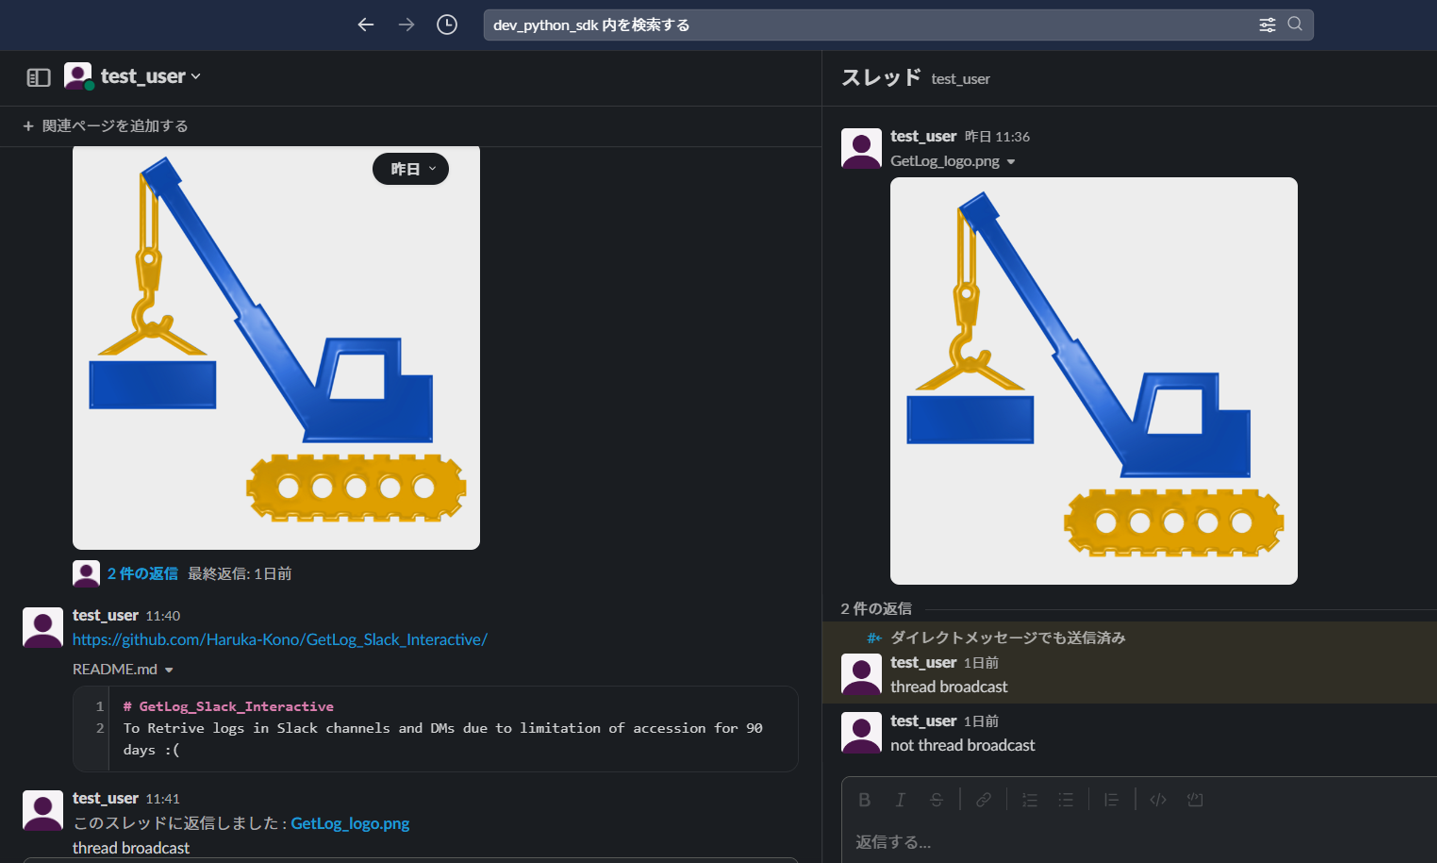 dev_python_sdk 内を検索する
test_user
+ 関連ページを追加する
昨日
2 件の返信 最終返信: 1日前
test_user 11:40
https://github.com/Haruka-Kono/GetLog_Slack_Interactive/
README.md
1 # GetLog_Slack_Interactive
2 To Retrive logs in Slack channels and DMs due to limitation of accession for 90
days :(
test_user 11:41
このスレッドに返信しました : GetLog_logo.png
thread broadcast
スレッド test_user
test_user 昨日 11:36
GetLog_logo.png
2 件の返信
ダイレクトメッセージでも送信済み
test_user 1日前
thread broadcast
test_user 1日前
not thread broadcast
返信する...